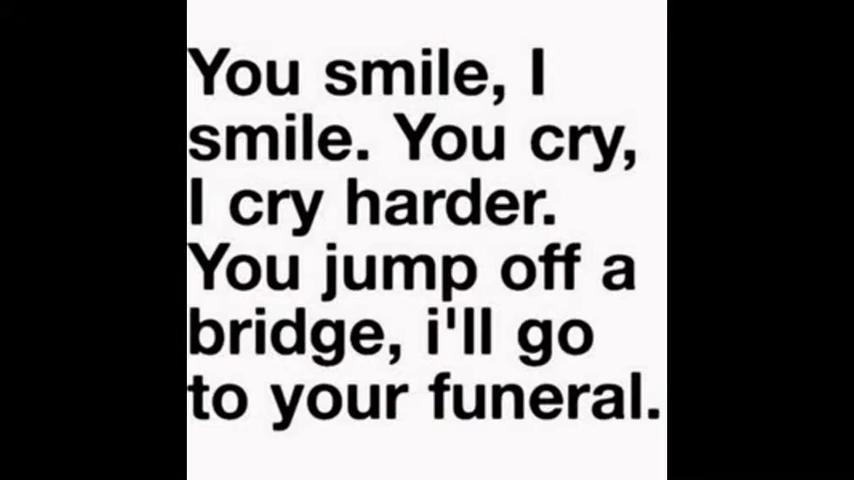 You smile, I
smile. You cry,
I cry harder.
You jump off a
bridge, i'll go
to your funeral.